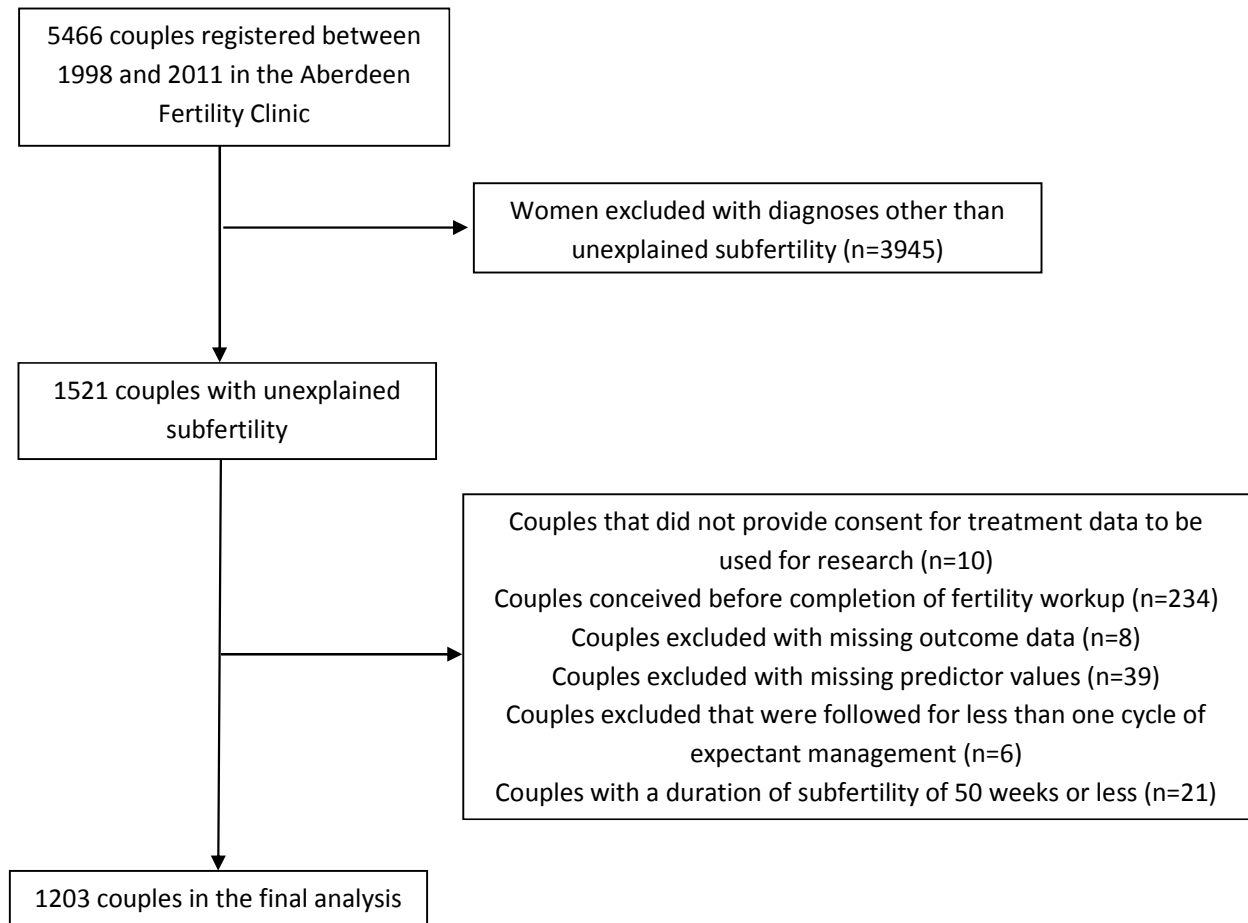 5466 couples registered between
1998 and 2011 in the Aberdeen
Fertility Clinic
Women excluded with diagnoses other than
unexplained subfertility (n=3945)
1521 couples with unexplained
subfertility
Couples that did not provide consent for treatment data to be
used for research (n=10)
Couples conceived before completion of fertility workup (n=234)
Couples excluded with missing outcome data (n=8)
Couples excluded with missing predictor values (n=39)
Couples excluded that were followed for less than one cycle of
expectant management (n=6)
Couples with a duration of subfertility of 50 weeks or less (n=21)
1203 couples in the final analysis